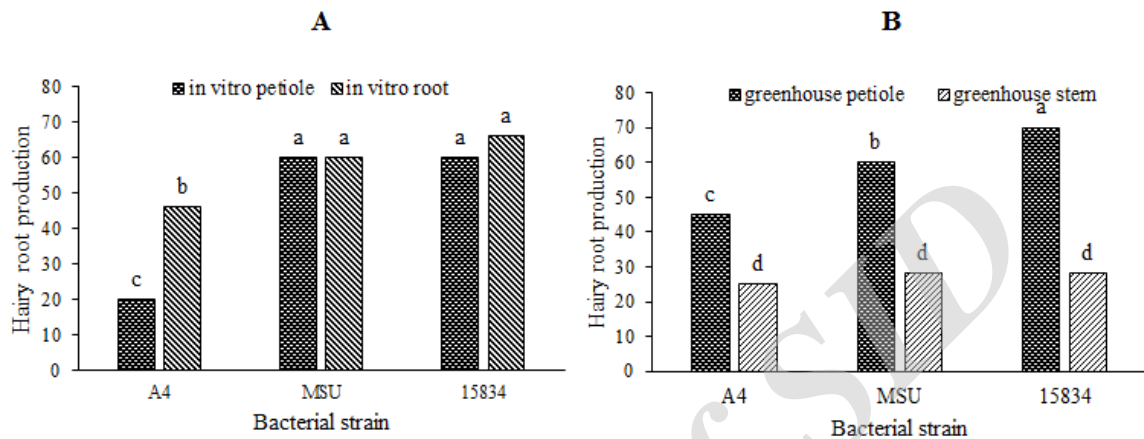 A
in vitro petiole in vitro root
80
70
60
50
40
30
20
10
0
Hairy root production
c
b
a
a
a
a
A4 MSU 15834
Bacterial strain
B
greenhouse petiole greenhouse stem
80
70
60
50
40
30
20
10
0
Hairy root production
c
d
b
d
a
d
A4 MSU 15834
Bacterial strain
f SID